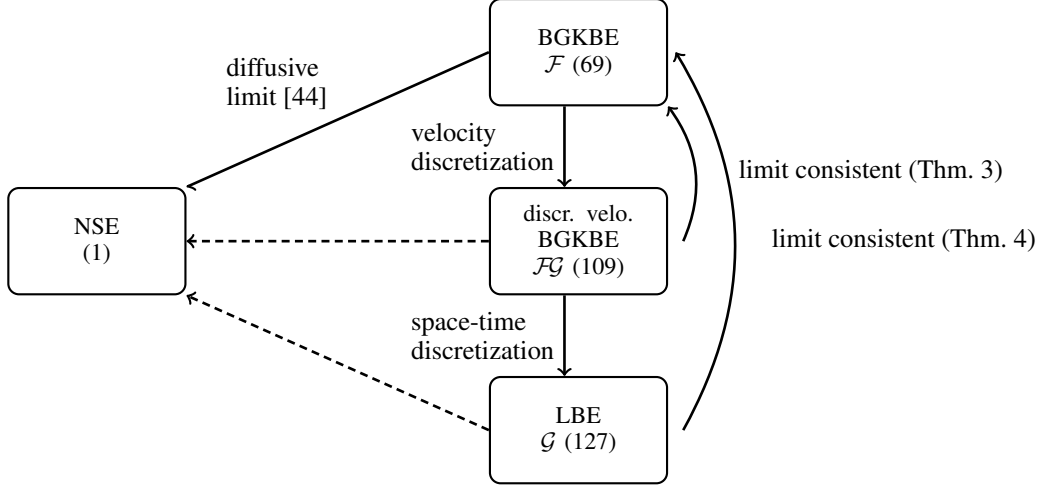 BGKBE
ℱ (69)
diffusive
limit [44]
velocity
discretization
limit consistent (Thm. 3)
NSE
(1)
discr. velo.
BGKBE
ℱ𝒢 (109)
limit consistent (Thm. 4)
space-time
discretization
LBE
𝒢 (127)